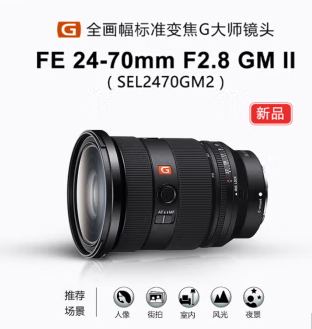 G 全画幅标准变焦G大师镜头
FE 24-70mm F2.8 GM II
（SEL2470GM2）
新品
G
推荐
场景
人像 街拍 室内 风光 夜景